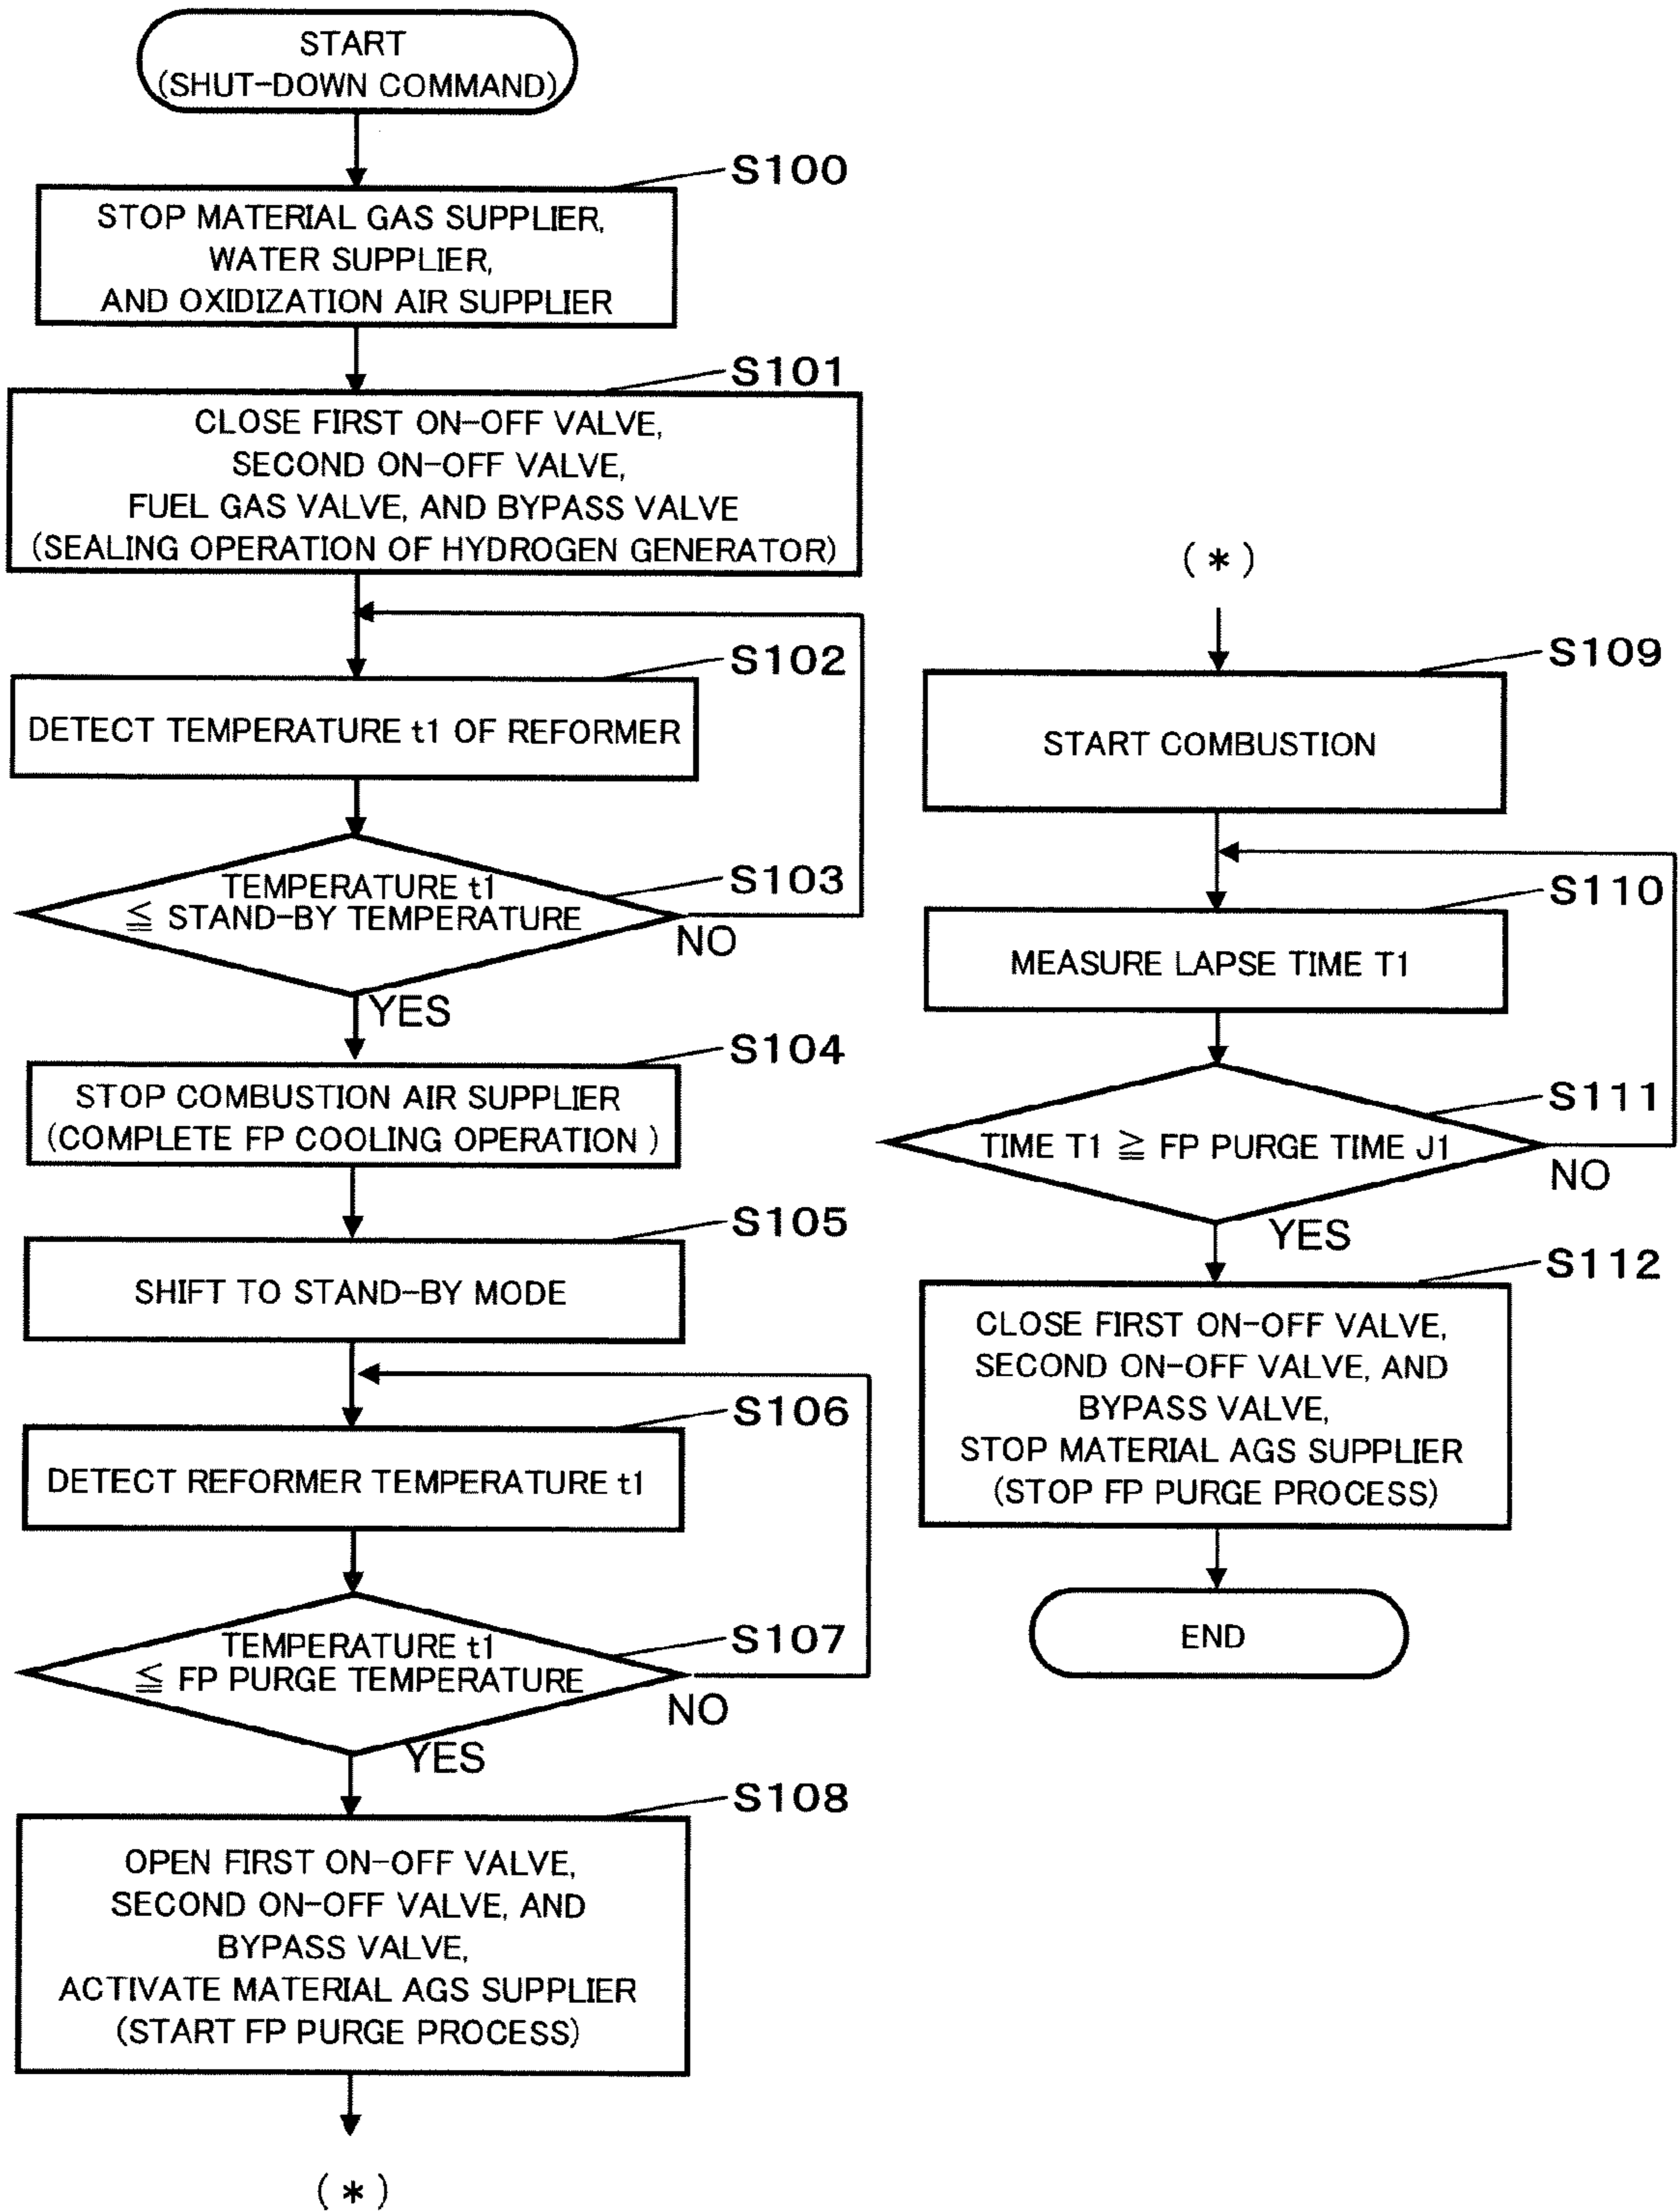 START
(SHUT-DOWN COMMAND)
S100
STOP MATERIAL GAS SUPPLIER,
WATER SUPPLIER,
AND OXIDIZATION AIR SUPPLIER
S101
CLOSE FIRST ON-OFF VALVE,
SECOND ON-OFF VALVE,
FUEL GAS VALVE, AND BYPASS VALVE
(SEALING OPERATION OF HYDROGEN GENERATOR)
S102
DETECT TEMPERATURE t1 OF REFORMER
S103
TEMPERATURE t1
≦ STAND-BY TEMPERATURE
NO
YES
S104
STOP COMBUSTION AIR SUPPLIER
(COMPLETE FP COOLING OPERATION )
S105
SHIFT TO STAND-BY MODE
S106
DETECT REFORMER TEMPERATURE t1
S107
TEMPERATURE t1
≦ FP PURGE TEMPERATURE
NO
YES
S108
OPEN FIRST ON-OFF VALVE,
SECOND ON-OFF VALVE, AND
BYPASS VALVE,
ACTIVATE MATERIAL AGS SUPPLIER
(START FP PURGE PROCESS)
(*)
(*)
S109
START COMBUSTION
S110
MEASURE LAPSE TIME T1
S111
TIME T1 ≧ FP PURGE TIME J1
NO
YES
S112
CLOSE FIRST ON-OFF VALVE,
SECOND ON-OFF VALVE, AND
BYPASS VALVE,
STOP MATERIAL AGS SUPPLIER
(STOP FP PURGE PROCESS)
END